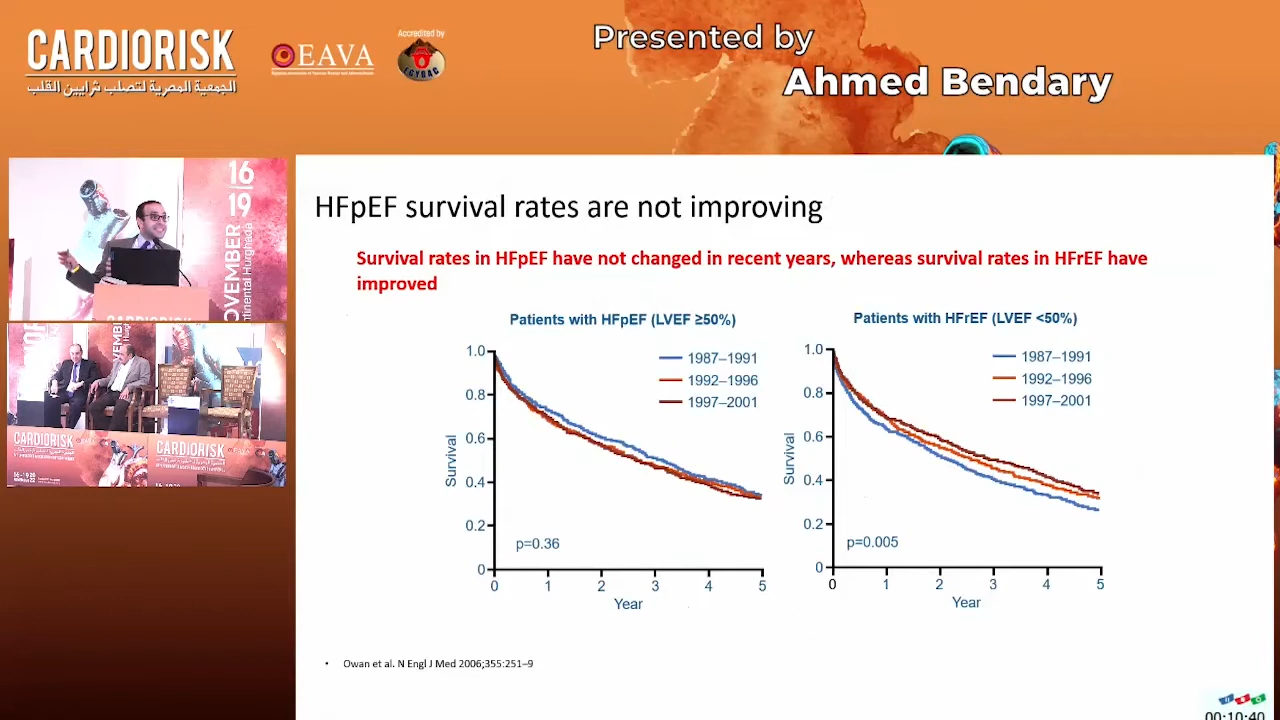 CARDIORISK
الجمعية المصرية لتصلب شرايين القلب
EAVA
Accredited by
EGYBAC
Presented by
Ahmed Bendary
16
19
NOVEMBER
HFpEF survival rates are not improving
Survival rates in HFpEF have not changed in recent years, whereas survival rates in HFrEF have
improved
Patients with HFpEF (LVEF ≥50%)
1987–1991
1992–1996
1997–2001
Survival
1.0
0.8
0.6
0.4
0.2
0
p=0.36
0 1 2 3 4 5
Year
Patients with HFrEF (LVEF <50%)
1987–1991
1992–1996
1997–2001
Survival
1.0
0.8
0.6
0.4
0.2
0
p=0.005
0 1 2 3 4 5
Year
• Owan et al. N Engl J Med 2006;355:251–9
CARDIORISK
CARDIORISK
00:10:40